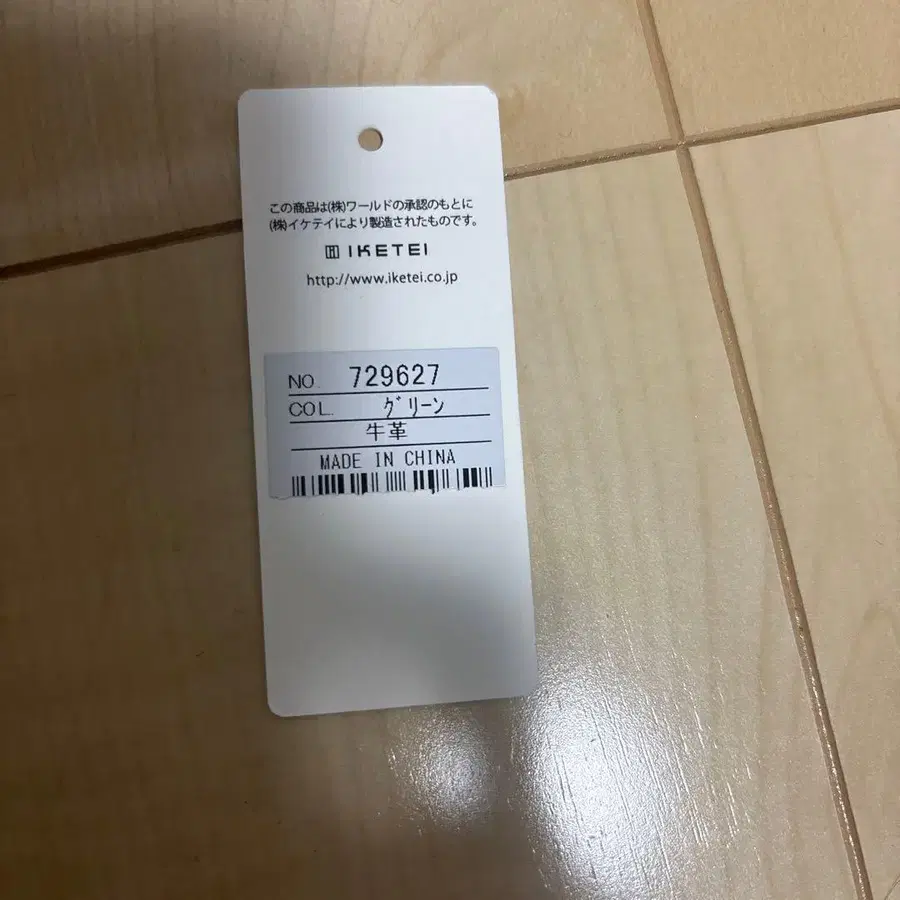 この商品は(株)ワールドの承認のもとに
(株)イケテイにより製造されたものです。
IKETEI
http://www.iketei.co.jp
NO. 729627
COL. グリーン
牛革
MADE IN CHINA